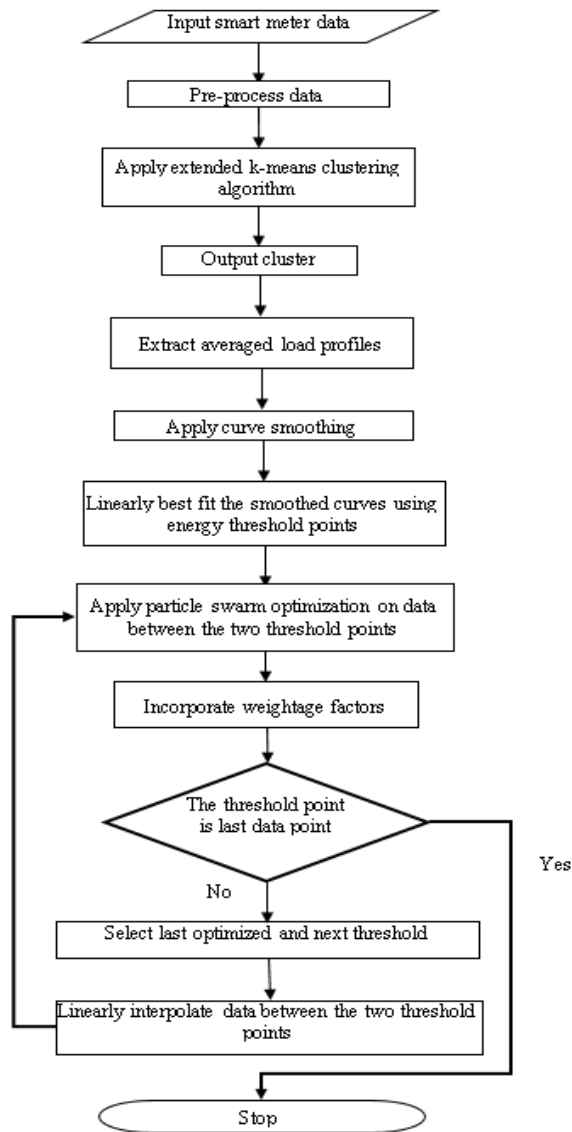 Input smart meter data
Pre-process data
Apply extended k-means clustering
algorithm
Output cluster
Extract averaged load profiles
Apply curve smoothing
Linearly best fit the smoothed curves using
energy threshold points
Apply particle swarm optimization on data
between the two threshold points
Incorporate weightage factors
The threshold point
is last data point
Yes
No
Select last optimized and next threshold
Linearly interpolate data between the two threshold
points
Stop